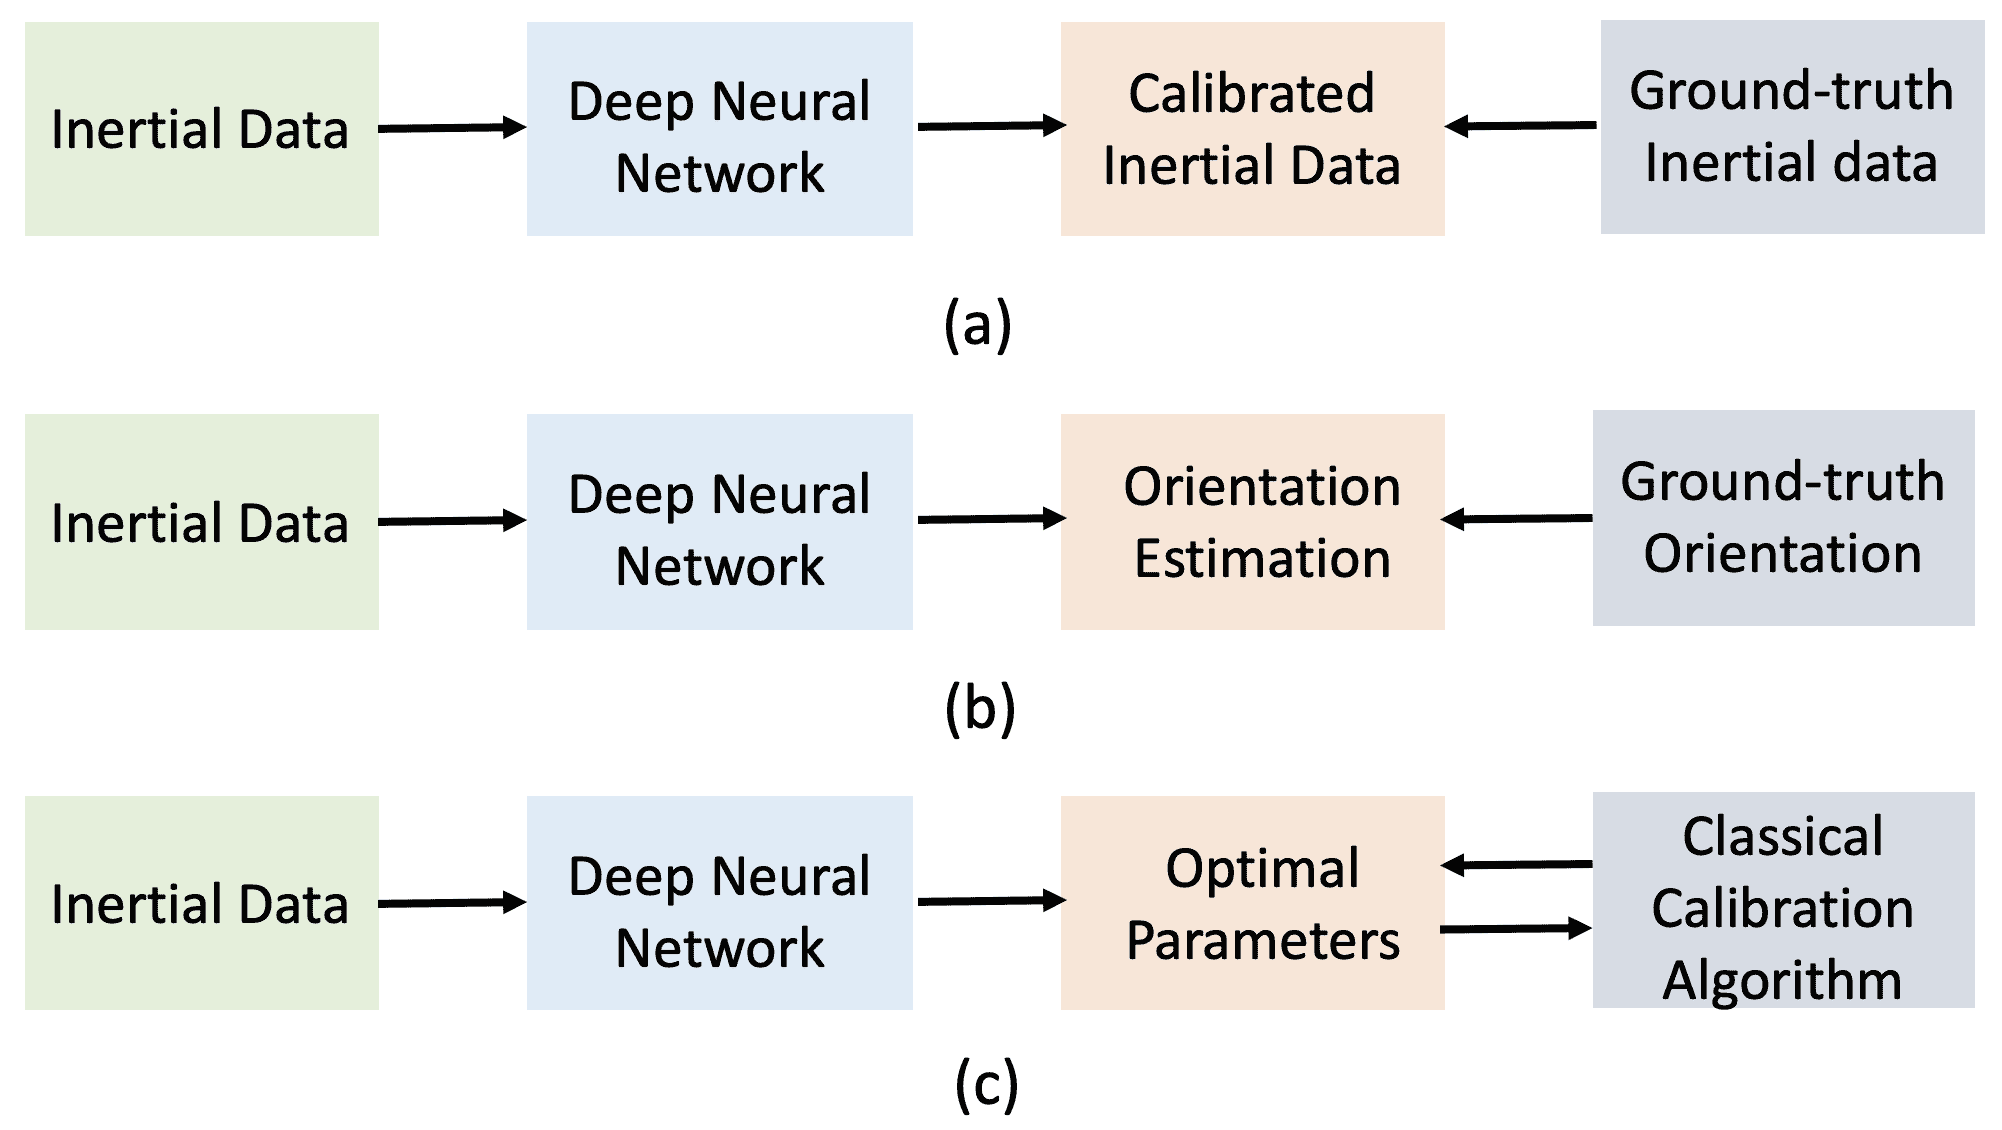 Inertial Data
Deep Neural
Network
Calibrated
Inertial Data
Ground-truth
Inertial data
(a)
Inertial Data
Deep Neural
Network
Orientation
Estimation
Ground-truth
Orientation
(b)
Inertial Data
Deep Neural
Network
Optimal
Parameters
Classical
Calibration
Algorithm
(c)